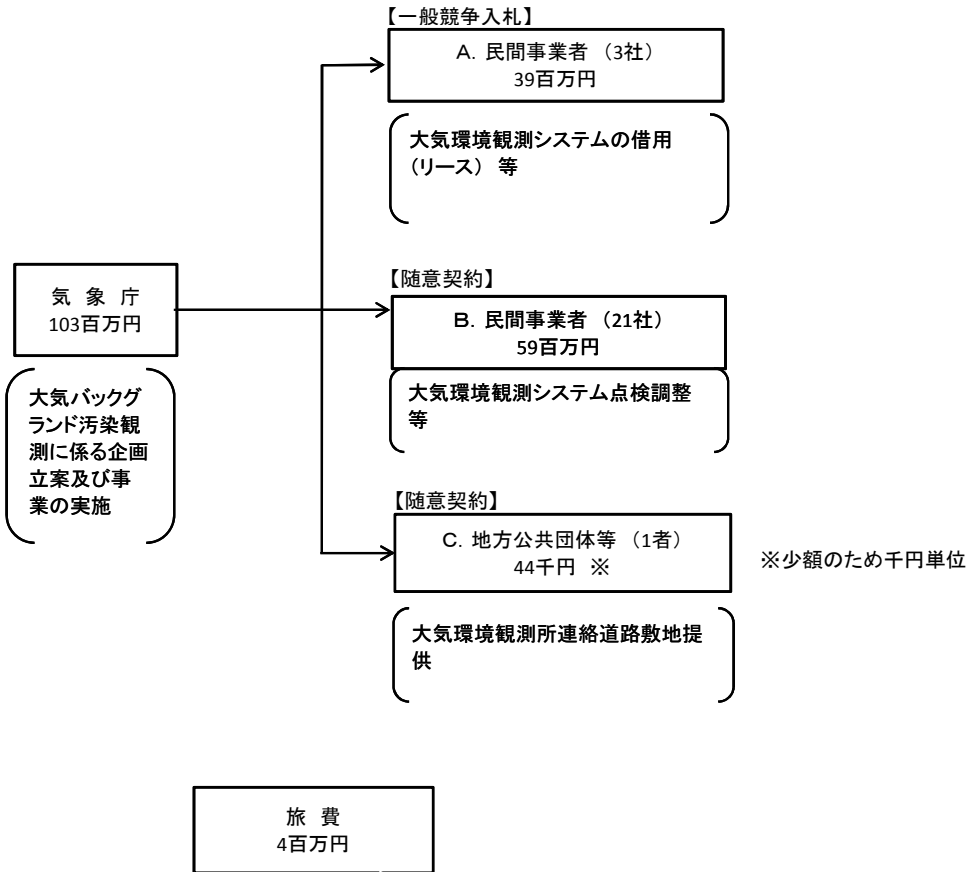 【一般競争入札】
A. 民間事業者 （3社）
39百万円
大気環境観測システムの借用
（リース） 等
気 象 庁
103百万円
大気バックグ
ランド汚染観
測に係る企画
立案及び事
業の実施
【随意契約】
B. 民間事業者 （21社）
59百万円
大気環境観測システム点検調整
等
【随意契約】
C. 地方公共団体等 （1者）
44千円 ※
※少額のため千円単位
大気環境観測所連絡道路敷地提
供
旅 費
4百万円